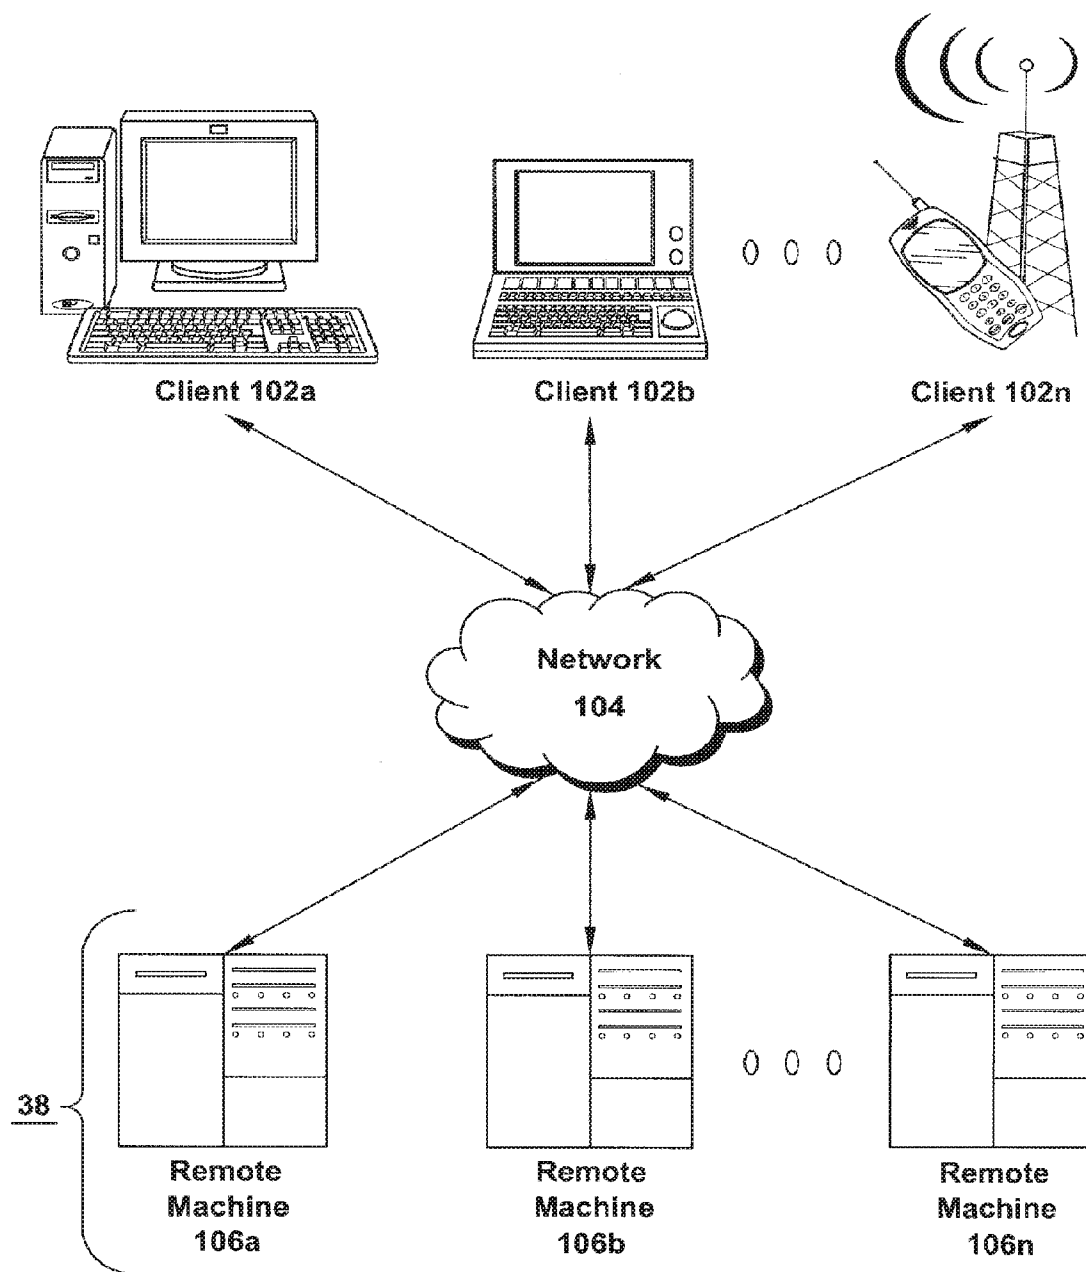 Client 102a
Client 102b
Client 102n
Network
104
38
Remote
Machine
106a
Remote
Machine
106b
Remote
Machine
106n